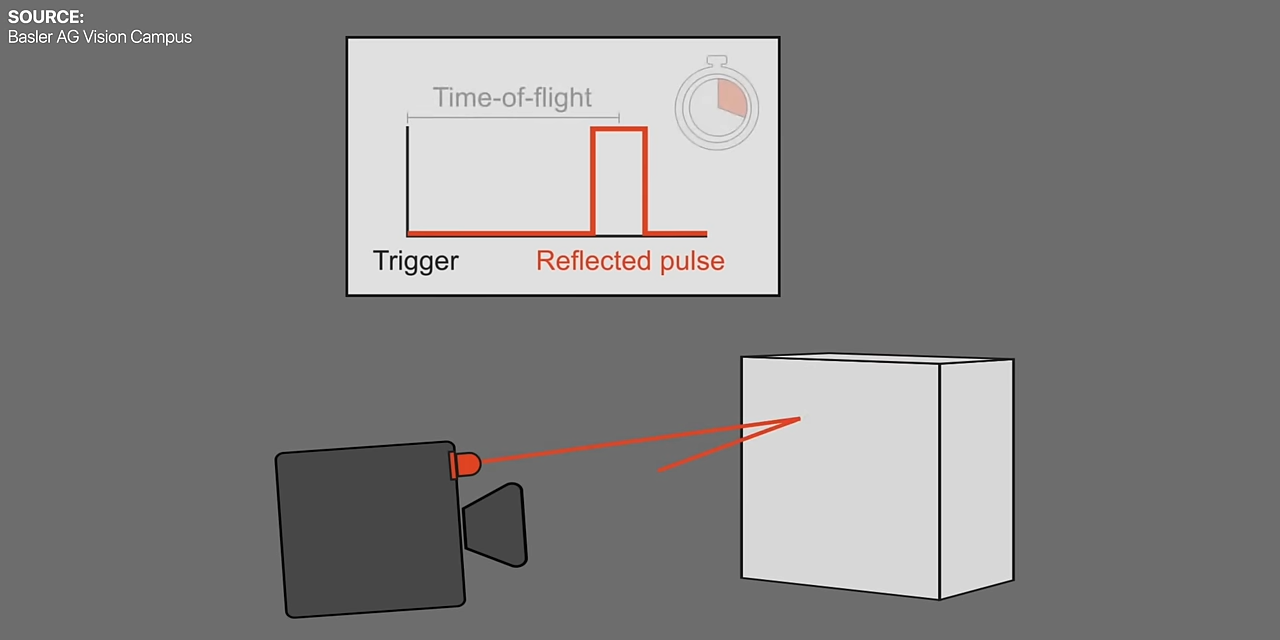 SOURCE:
Basler AG Vision Campus
Time-of-flight
Trigger
Reflected pulse